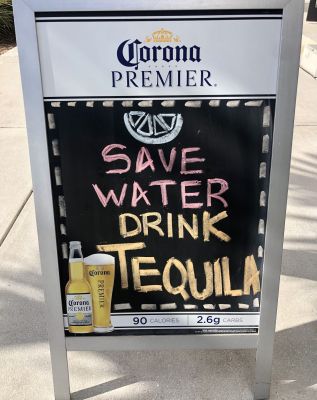 Corona
PREMIER®
SAVE
WATER
DRINK
TEQUILA
Corona
PREMIER
Corona
PREMIER
90 CALORIES 2.6g CARBS